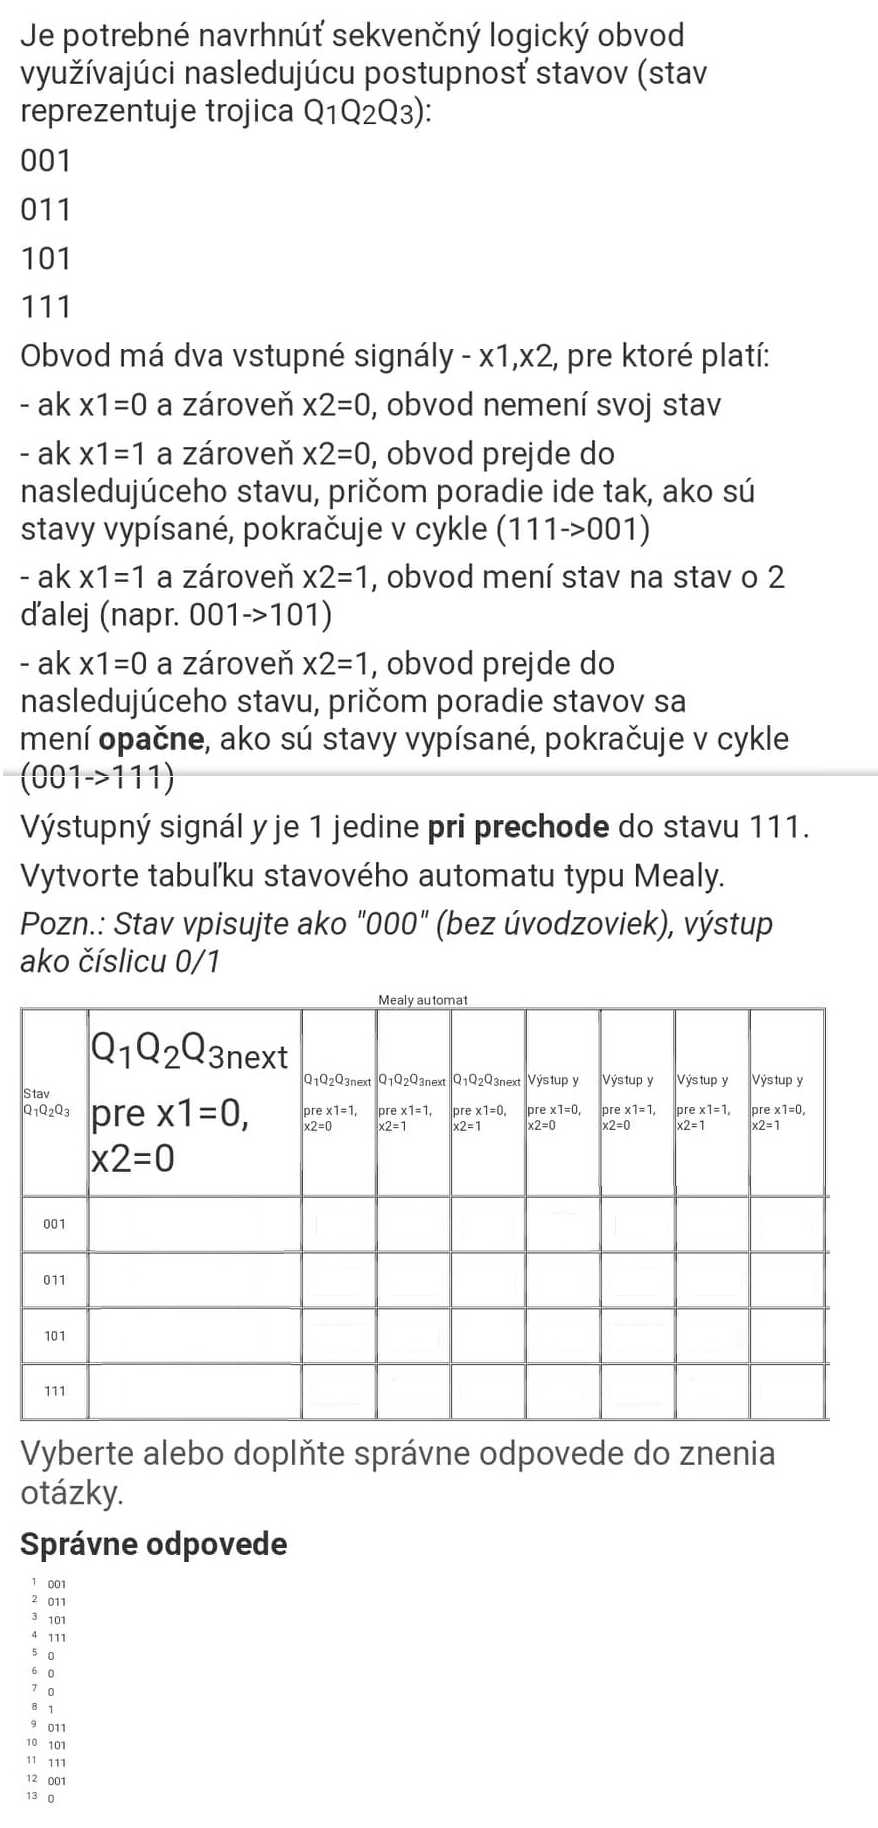 Je potrebné navrhnúť sekvenčný logický obvod
využívajúci nasledujúcu postupnosť stavov (stav
reprezentuje trojica Q1Q2Q3):
001
011
101
111
Obvod má dva vstupné signály - x1,x2, pre ktoré platí:
- ak x1=0 a zároveň x2=0, obvod nemení svoj stav
- ak x1=1 a zároveň x2=0, obvod prejde do
nasledujúceho stavu, pričom poradie ide tak, ako sú
stavy vypísané, pokračuje v cykle (111->001)
- ak x1=1 a zároveň x2=1, obvod mení stav na stav o 2
ďalej (napr. 001->101)
- ak x1=0 a zároveň x2=1, obvod prejde do
nasledujúceho stavu, pričom poradie stavov sa
mení opačne, ako sú stavy vypísané, pokračuje v cykle
(001->111)
Výstupný signál y je 1 jedine pri prechode do stavu 111.
Vytvorte tabuľku stavového automatu typu Mealy.
Pozn.: Stav vpisujte ako "000" (bez úvodzoviek), výstup
ako číslicu 0/1
Mealy automat
Stav
Q1Q2Q3
Q1Q2Q3next
pre x1=0,
x2=0
Q1Q2Q3next
pre x1=1,
x2=0
Q1Q2Q3next
pre x1=1,
x2=1
Q1Q2Q3next
pre x1=0,
x2=1
Výstup y
pre x1=0,
x2=0
Výstup y
pre x1=1,
x2=0
Výstup y
pre x1=1,
x2=1
Výstup y
pre x1=0,
x2=1
001
011
101
111
Vyberte alebo doplňte správne odpovede do znenia
otázky.
Správne odpovede
1 001
2 011
3 101
4 111
5 0
6 0
7 0
8 1
9 011
10 101
11 111
12 001
13 0